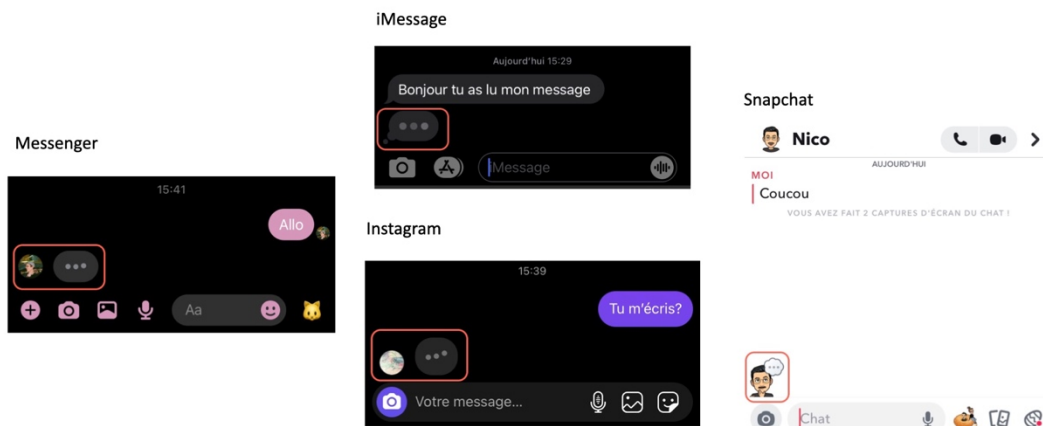 iMessage
Aujourd'hui 15:29
Bonjour tu as lu mon message
iMessage
Messenger
15:41
Allo
Aa
Instagram
15:39
Tu m'écris?
Votre message...
Snapchat
Nico
AUJOURD'HUI
MOI
Coucou
VOUS AVEZ FAIT 2 CAPTURES D'ÉCRAN DU CHAT !
Chat